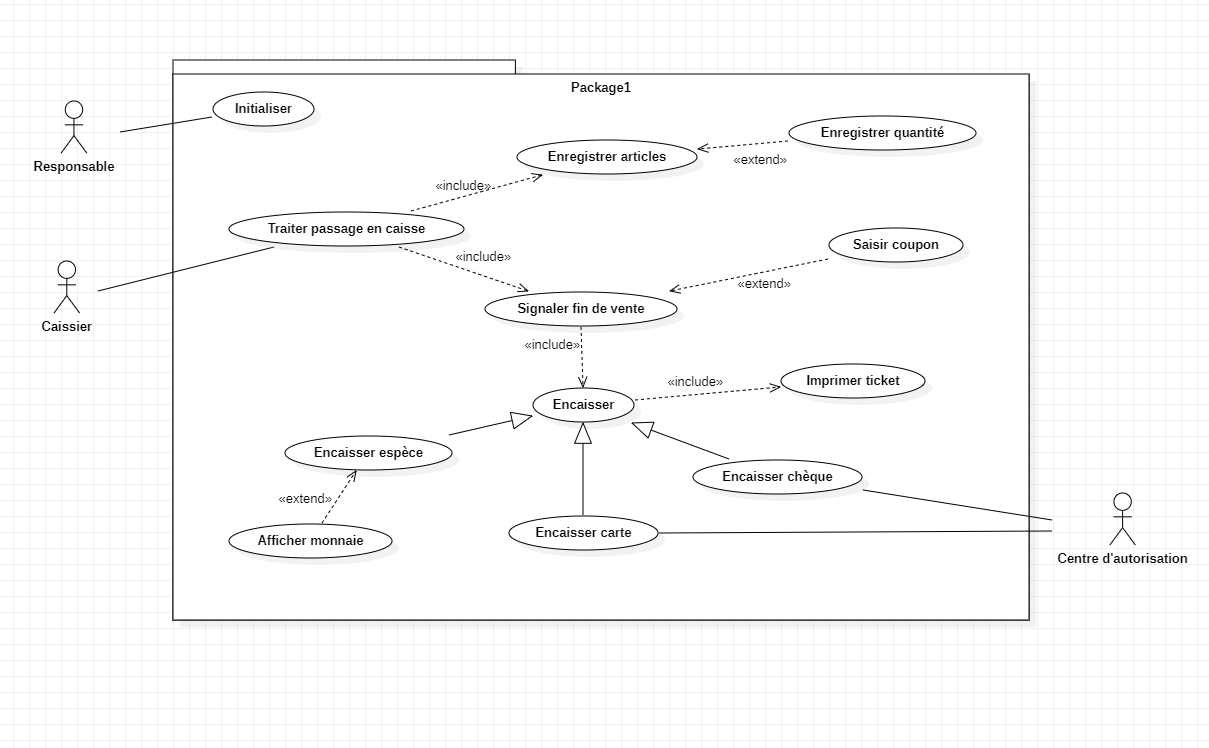 Package1
Initialiser
Responsable
Enregistrer quantité
Enregistrer articles
«extend»
«include»
Traiter passage en caisse
Saisir coupon
«include»
«extend»
Caissier
Signaler fin de vente
«include»
Imprimer ticket
«include»
Encaisser
Encaisser espèce
Encaisser chèque
«extend»
Encaisser carte
Afficher monnaie
Centre d'autorisation